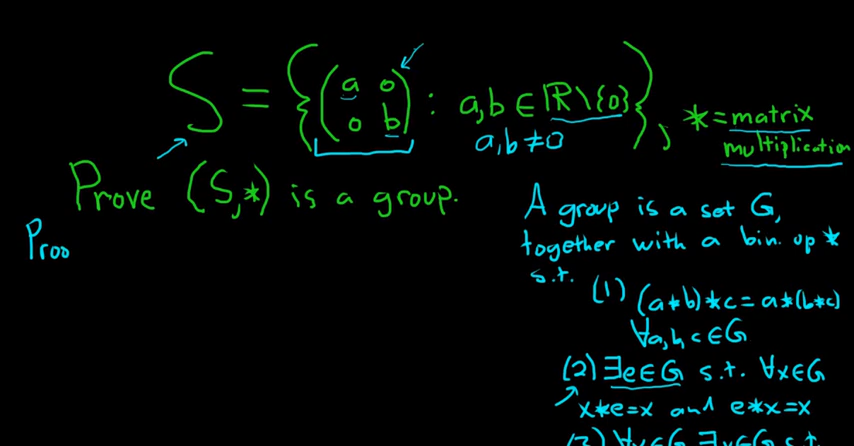 S = { ( a 0 0 b ) : a,b ∈ ℝ\{0} }, * = matrix multiplication
a,b ≠ 0
Prove (S,*) is a group.
Proo
A group is a set G,
together with a bin. op *
s.t.
(1) (a*b)*c = a*(b*c)
∀a,b,c ∈ G
(2) ∃e∈G s.t. ∀x∈G
x*e=x and e*x=x